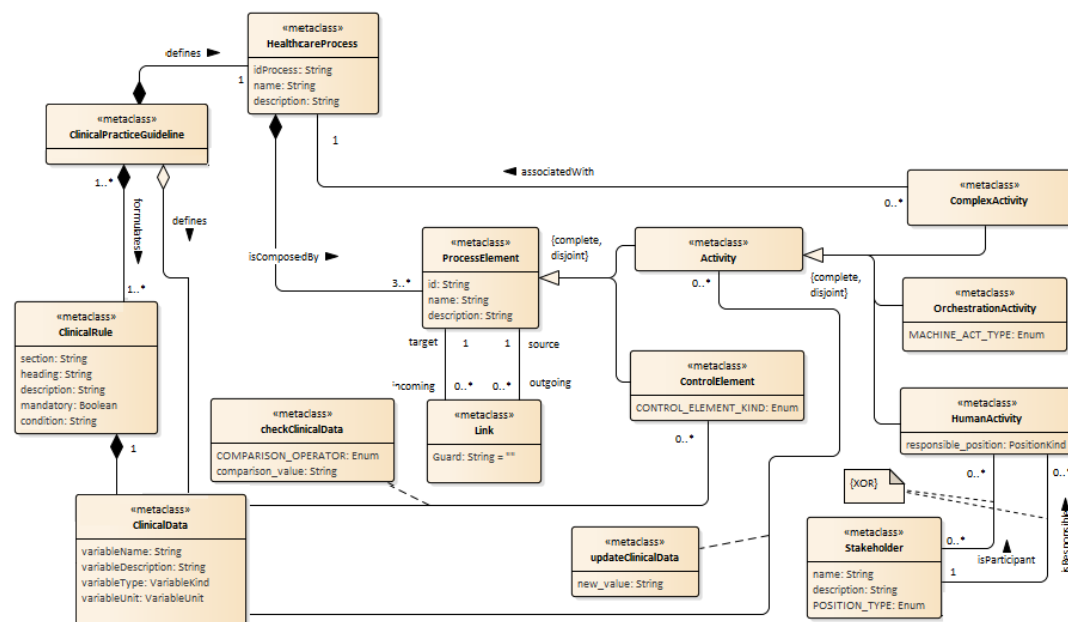 «metaclass»
HealthcareProcess
idProcess: String
name: String
description: String
defines ►
1
«metaclass»
ClinicalPracticeGuideline
1..*
formulates
defines
1..*
1
◄ associatedWith
0..*
«metaclass»
ComplexActivity
isComposedBy
3..*
«metaclass»
ProcessElement
id: String
name: String
description: String
{complete,
disjoint}
«metaclass»
Activity
0..*
{complete,
disjoint}
«metaclass»
OrchestrationActivity
MACHINE_ACT_TYPE: Enum
«metaclass»
ClinicalRule
section: String
heading: String
description: String
mandatory: Boolean
condition: String
1
target
1
1
source
incoming
0..*
0..*
outgoing
«metaclass»
Link
Guard: String = ""
«metaclass»
ControlElement
CONTROL_ELEMENT_KIND: Enum
0..*
«metaclass»
HumanActivity
responsible_position: PositionKind
0..*
0..*
«metaclass»
checkClinicalData
COMPARISON_OPERATOR: Enum
comparison_value: String
{XOR}
«metaclass»
ClinicalData
variableName: String
variableDescription: String
variableType: VariableKind
variableUnit: VariableUnit
«metaclass»
updateClinicalData
new_value: String
«metaclass»
Stakeholder
name: String
description: String
POSITION_TYPE: Enum
0..*
isParticipant
1
isResponsible